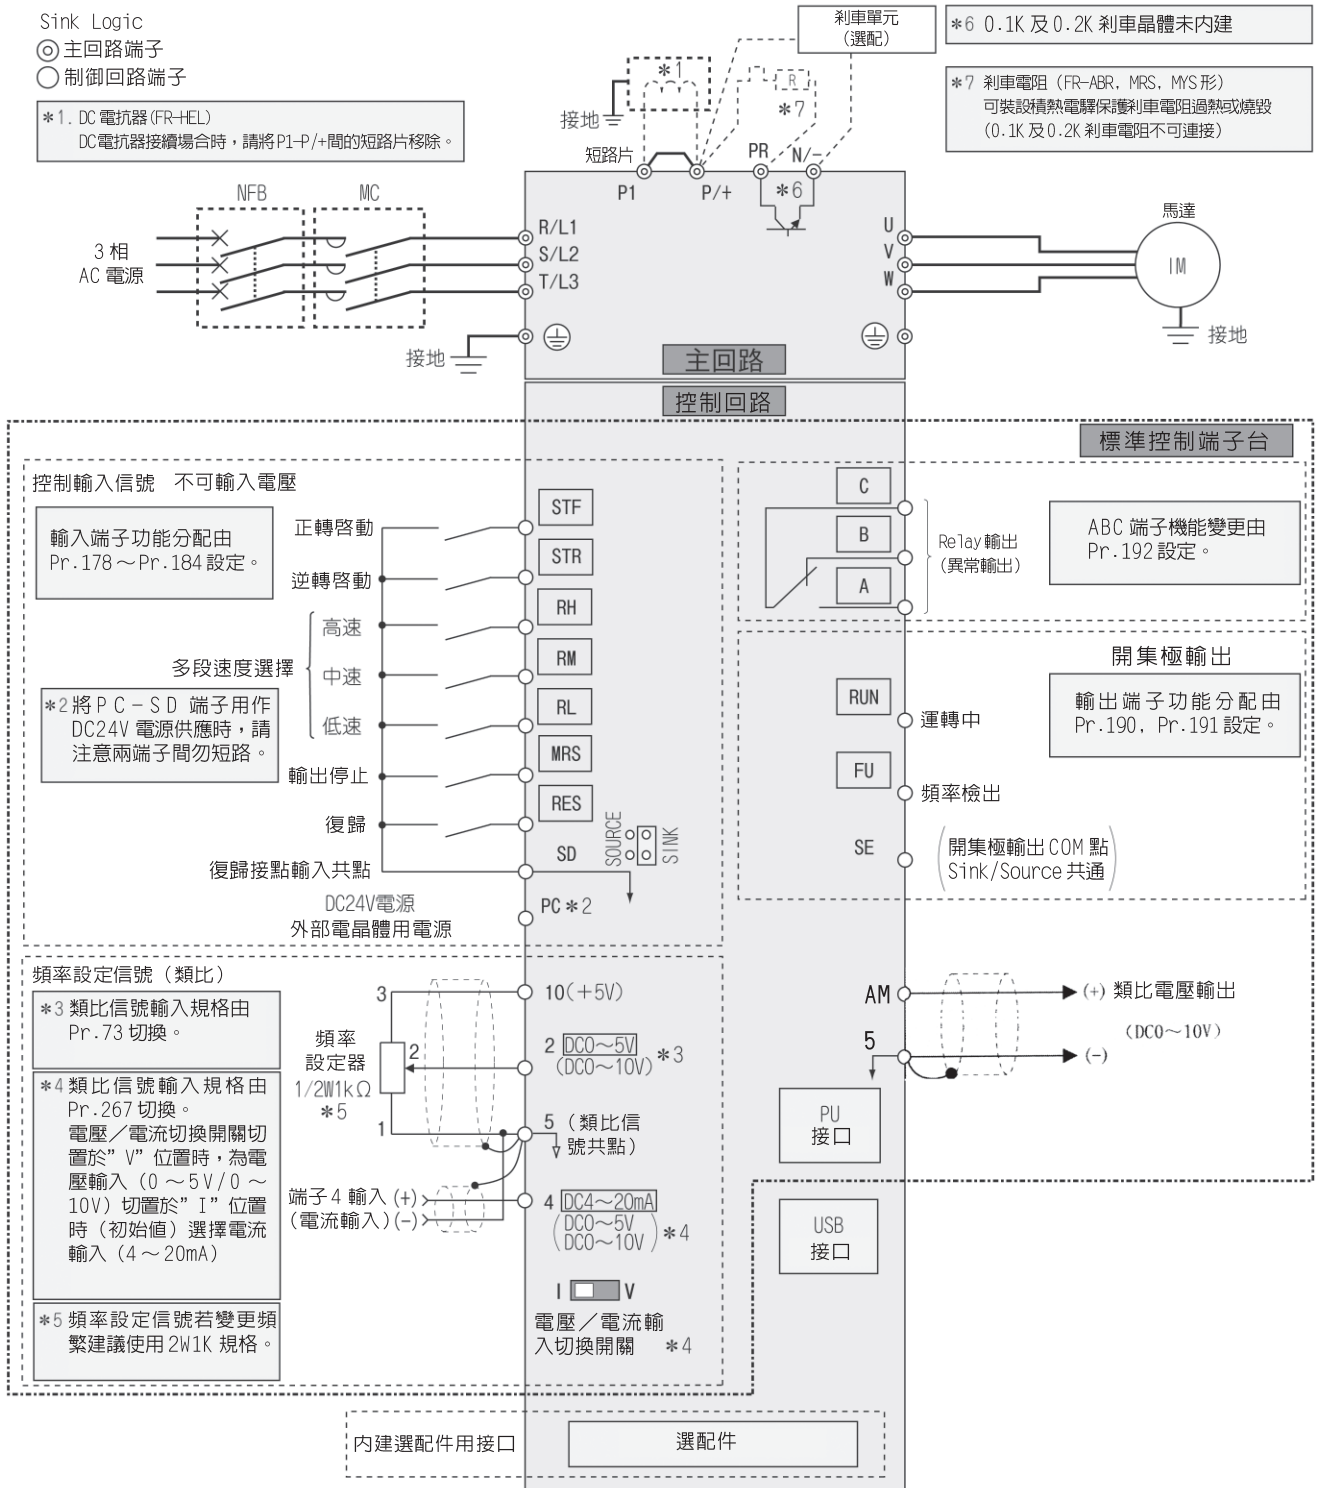 Sink Logic
主回路端子
制御回路端子
＊1. DC 電抗器(FR-HEL)
DC電抗器接續場合時，請將P1-P/+間的短路片移除。
剎車單元
（選配）
＊6 0.1K 及 0.2K 剎車晶體未內建
＊7 剎車電阻（FR-ABR, MRS, MYS形）
可裝設積熱電驛保護剎車電阻過熱或燒毀
（0.1K 及 0.2K 剎車電阻不可連接）
＊1
R
＊7
接地
短路片
PR
N/-
P1
P/+
＊6
NFB
MC
3 相
AC 電源
R/L1
S/L2
T/L3
U
V
W
馬達
IM
接地
接地
主回路
控制回路
標準控制端子台
控制輸入信號 不可輸入電壓
輸入端子功能分配由
Pr.178～Pr.184 設定。
正轉啓動
STF
逆轉啓動
STR
高速
RH
多段速度選擇
中速
RM
低速
RL
＊2 將PC－SD 端子用作
DC24V 電源供應時，請
注意兩端子間勿短路。
輸出停止
MRS
復歸
RES
SOURCE
SINK
復歸接點輸入共點
SD
DC24V電源
外部電晶體用電源
PC ＊2
C
B
A
Relay 輸出
（異常輸出）
ABC 端子機能變更由
Pr.192 設定。
開集極輸出
輸出端子功能分配由
Pr.190, Pr.191 設定。
RUN
運轉中
FU
頻率檢出
SE
開集極輸出 COM 點
Sink/Source 共通
頻率設定信號（類比）
＊3 類比信號輸入規格由
Pr.73 切換。
＊4 類比信號輸入規格由
Pr.267 切換。
電壓／電流切換開關切
置於” V” 位置時，為電
壓輸入（0 ～ 5V/0 ～
10V）切置於” I” 位置
時（初始值）選擇電流
輸入（4 ～ 20mA）
＊5 頻率設定信號若變更頻
繁建議使用 2W1K 規格。
頻率
設定器
1/2W1kΩ
＊5
3
2
1
10(＋5V)
2 DC0～5V
(DC0～10V) ＊3
5 （類比信
號共點）
端子 4 輸入 (+)
（電流輸入）(-)
4 DC4～20mA
DC0～5V
DC0～10V
＊4
I
V
電壓／電流輸
入切換開關 ＊4
AM
(+) 類比電壓輸出
（DC0～10V）
5
(-)
PU
接口
USB
接口
內建選配件用接口
選配件